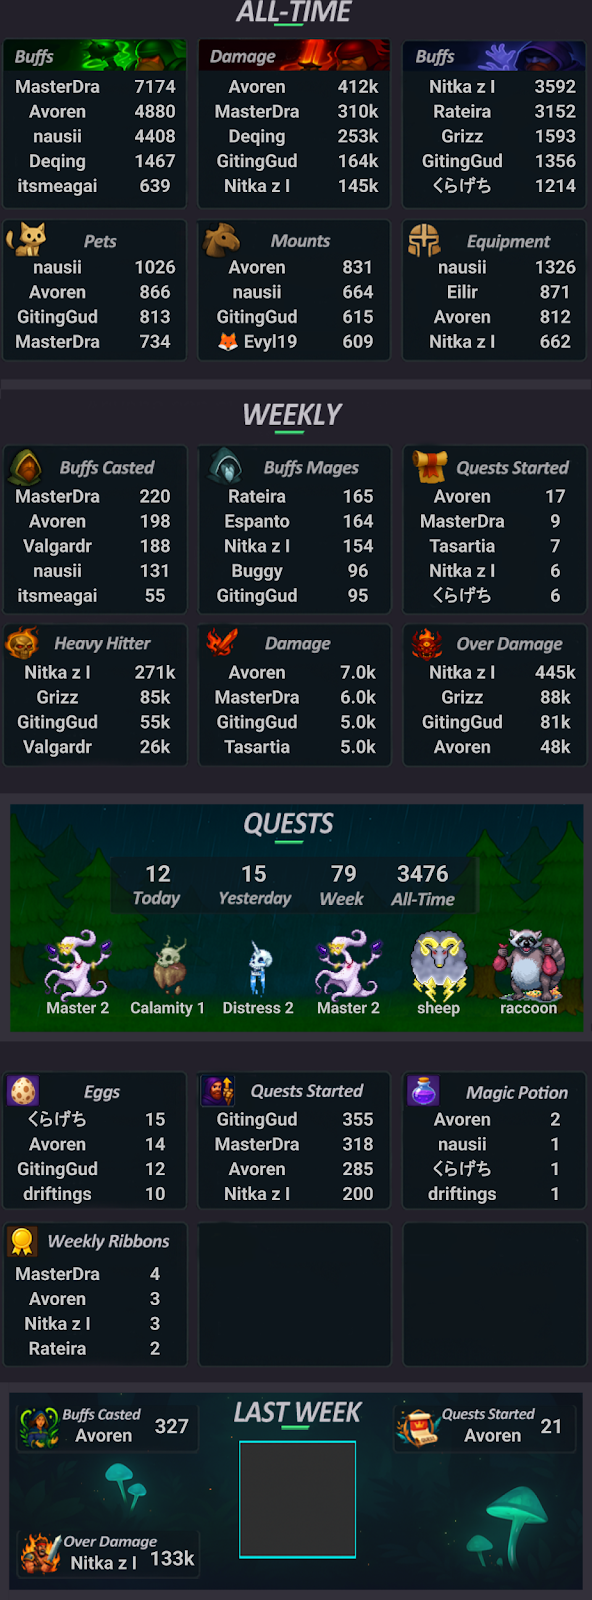 ALL-TIME
Buffs
MasterDra 7174
Avoren 4880
nausii 4408
Deqing 1467
itsmeagai 639
Damage
Avoren 412k
MasterDra 310k
Deqing 253k
GitingGud 164k
Nitka z l 145k
Buffs
Nitka z l 3592
Rateira 3152
Grizz 1593
GitingGud 1356
くらげち 1214
Pets
nausii 1026
Avoren 866
GitingGud 813
MasterDra 734
Mounts
Avoren 831
nausii 664
GitingGud 615
🦊 Evyl19 609
Equipment
nausii 1326
Eilir 871
Avoren 812
Nitka z l 662
WEEKLY
Buffs Casted
MasterDra 220
Avoren 198
Valgardr 188
nausii 131
itsmeagai 55
Buffs Mages
Rateira 165
Espanto 164
Nitka z l 154
Buggy 96
GitingGud 95
Quests Started
Avoren 17
MasterDra 9
Tasartia 7
Nitka z l 6
くらげち 6
Heavy Hitter
Nitka z l 271k
Grizz 85k
GitingGud 55k
Valgardr 26k
Damage
Avoren 7.0k
MasterDra 6.0k
GitingGud 5.0k
Tasartia 5.0k
Over Damage
Nitka z l 445k
Grizz 88k
GitingGud 81k
Avoren 48k
QUESTS
12 15 79 3476
Today Yesterday Week All-Time
Master 2 Calamity 1 Distress 2 Master 2 sheep raccoon
Eggs
くらげち 15
Avoren 14
GitingGud 12
driftings 10
Quests Started
GitingGud 355
MasterDra 318
Avoren 285
Nitka z l 200
Magic Potion
Avoren 2
nausii 1
くらげち 1
driftings 1
Weekly Ribbons
MasterDra 4
Avoren 3
Nitka z l 3
Rateira 2
LAST WEEK
Buffs Casted
Avoren 327
Quests Started
Avoren 21
Over Damage
Nitka z l 133k